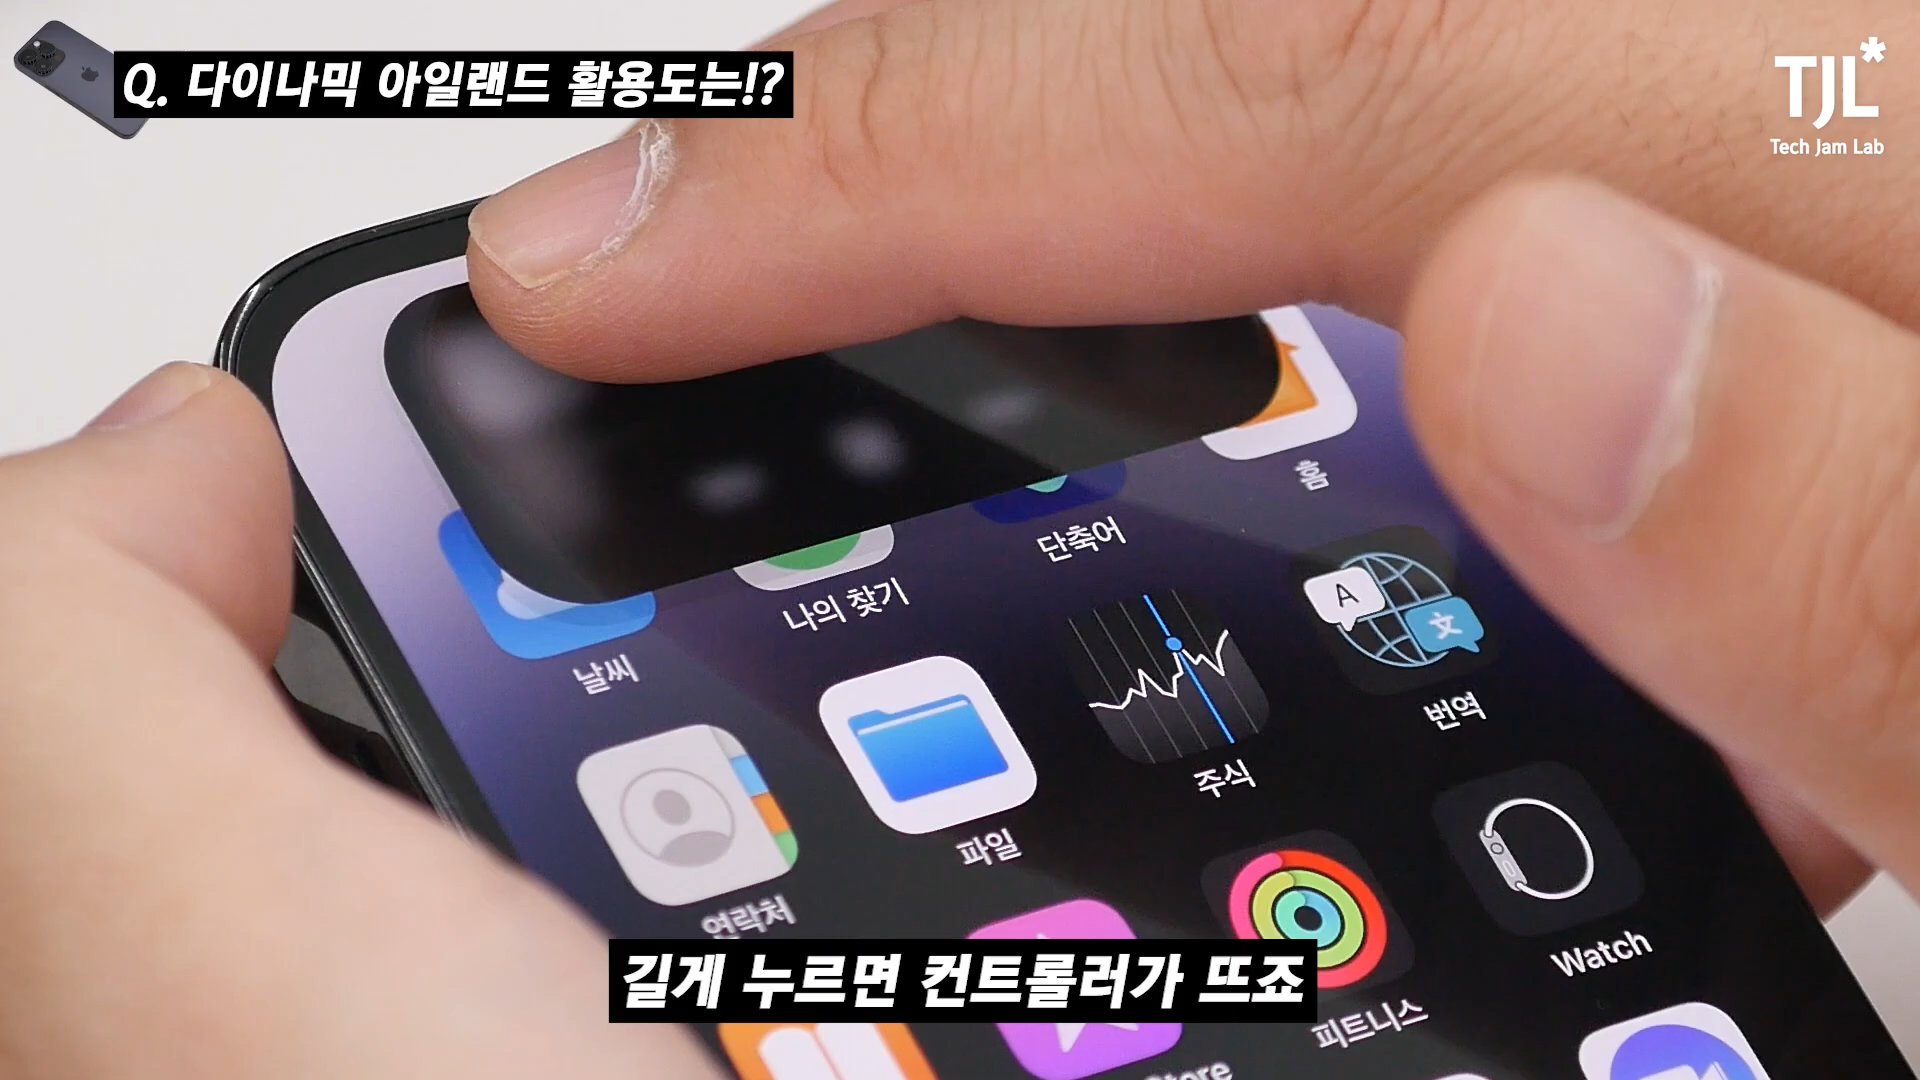 Q. 다이나믹 아일랜드 활용도는!?
TJL*
Tech Jam Lab
홈
단축어
나의 찾기
날씨
A
文
번역
주식
파일
연락처
Watch
피트니스
Store
길게 누르면 컨트롤러가 뜨죠